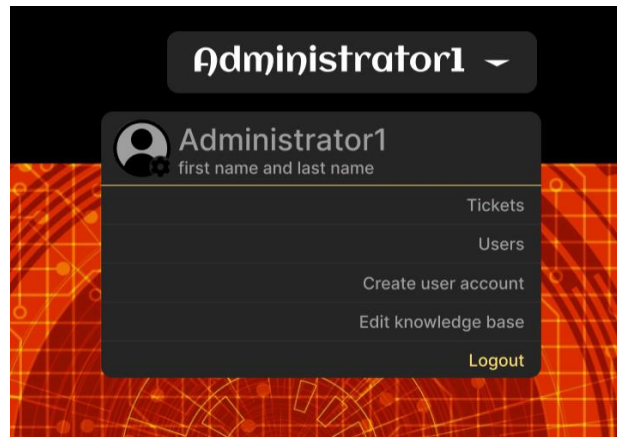 Administrator1
Administrator1
first name and last name
Tickets
Users
Create user account
Edit knowledge base
Logout